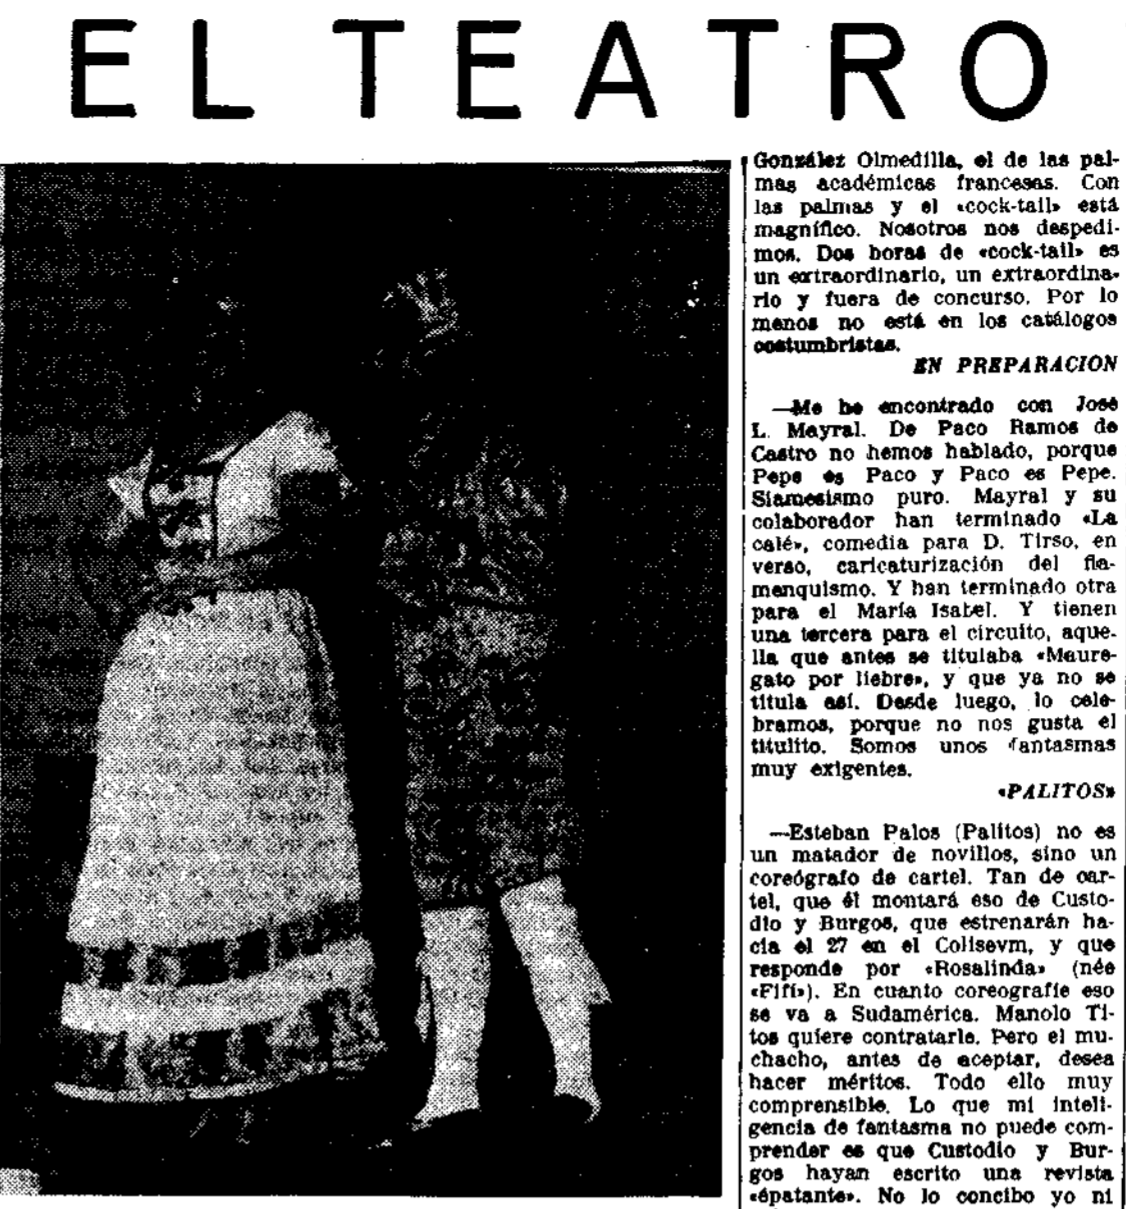 EL TEATRO
González Olmedilla, el de las pal-
mas académicas francesas. Con
las palmas y el «cock-tail» está
magnífico. Nosotros nos despedi-
mos. Dos horas de «cock-tail» es
un extraordinario, un extraordina-
rio y fuera de concurso. Por lo
menos no está en los catálogos
costumbristas.
EN PREPARACION
—Me he encontrado con José
L. Mayral. De Paco Ramos de
Castro no hemos hablado, porque
Pepe es Paco y Paco es Pepe.
Siamesismo puro. Mayral y su
colaborador han terminado «La
calé», comedia para D. Tirso, en
verso, caricaturización del fla-
menquismo. Y han terminado otra
para el María Isabel. Y tienen
una tercera para el circuito, aque-
lla que antes se titulaba «Maure-
gato por liebre», y que ya no se
titula así. Desde luego, lo cele-
bramos, porque no nos gusta el
titulito. Somos unos fantasmas
muy exigentes.
«PALITOS»
—Esteban Palos (Palitos) no es
un matador de novillos, sino un
coreógrafo de cartel. Tan de car-
tel, que él montará eso de Custo-
dio y Burgos, que estrenarán ha-
cia el 27 en el Colisevm, y que
responde por «Rosalinda» (née
«Fifí»). En cuanto coreografíe eso
se va a Sudamérica. Manolo Ti-
tos quiere contratarle. Pero el mu-
chacho, antes de aceptar, desea
hacer méritos. Todo ello muy
comprensible. Lo que mi inteli-
gencia de fantasma no puede com-
prender es que Custodio y Bur-
gos hayan escrito una revista
«épatante». No lo concibo yo ni